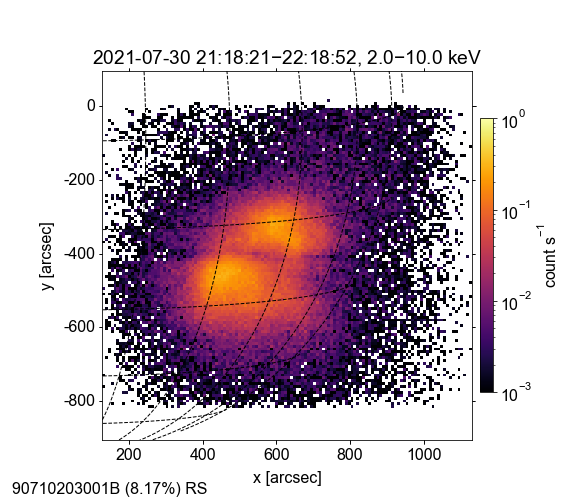 2021-07-30 21:18:21−22:18:52, 2.0−10.0 keV
0
-200
-400
-600
-800
y [arcsec]
200 400 600 800 1000
x [arcsec]
10^0
10^-1
10^-2
10^-3
count s^-1
90710203001B (8.17%) RS